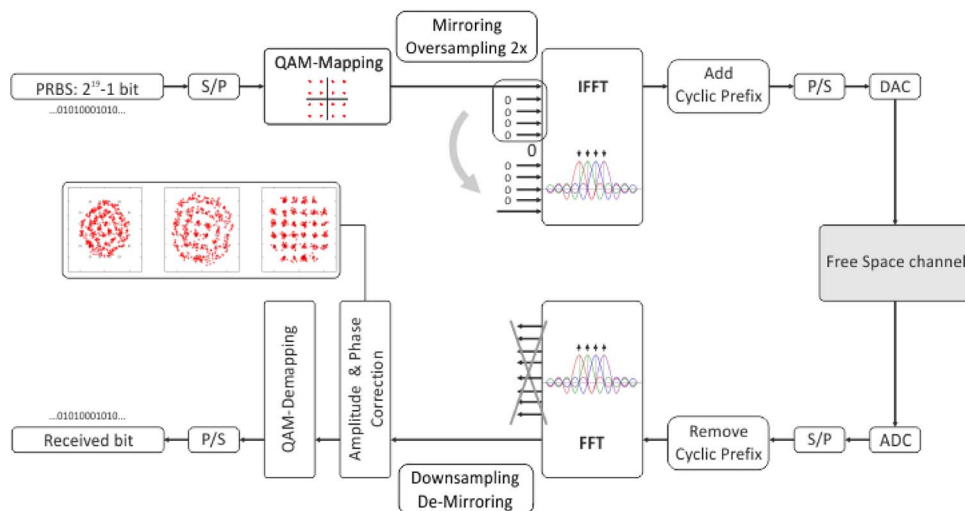 Mirroring
Oversampling 2x
PRBS: 2¹⁹-1 bit
...01010001010...
S/P
QAM-Mapping
0
0
0
0
0
0
0
0
0
IFFT
Add
Cyclic Prefix
P/S
DAC
Free Space channel
...01010001010...
Received bit
P/S
QAM-Demapping
Amplitude & Phase
Correction
Downsampling
De-Mirroring
FFT
Remove
Cyclic Prefix
S/P
ADC